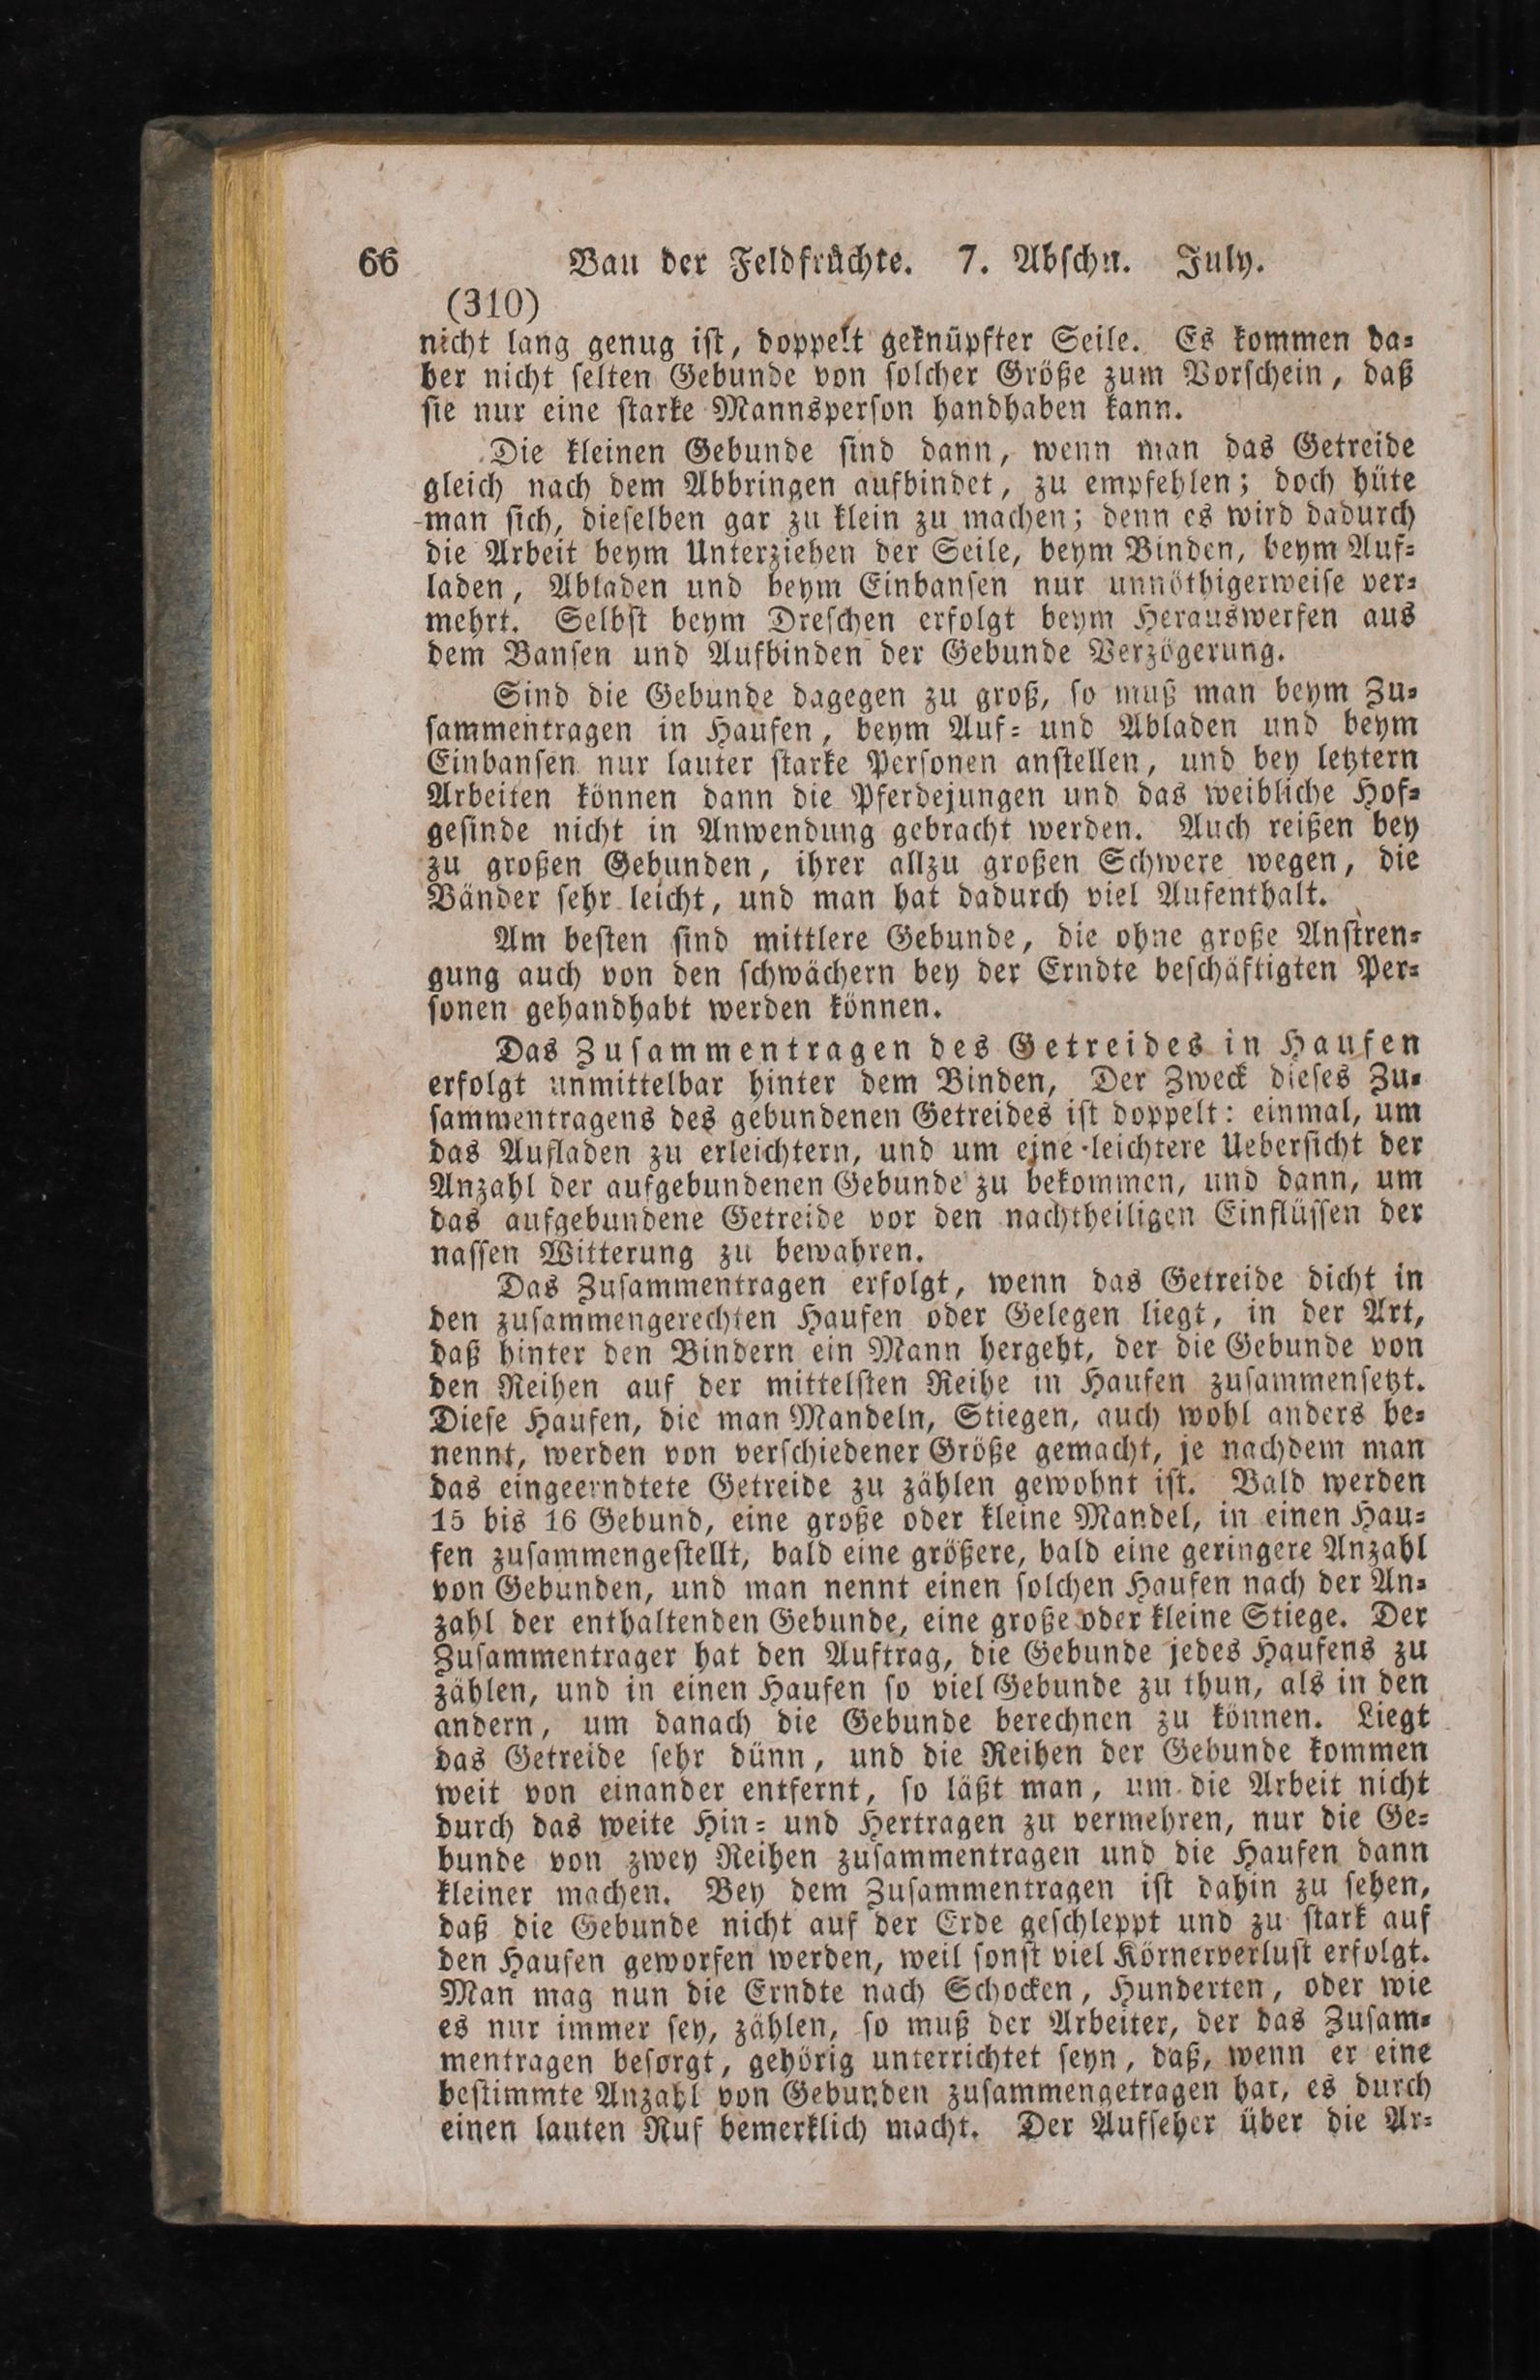 66 Bau der Feldfrüchte. 7. Abschn. July.
(310)
nicht lang genug ist, doppelt geknüpfter Seile. Es kommen da-
her nicht selten Gebunde von solcher Größe zum Vorschein, daß
sie nur eine starke Mannsperson handhaben kann.
Die kleinen Gebunde sind dann, wenn man das Getreide
gleich nach dem Abbringen aufbindet, zu empfehlen; doch hüte
man sich, dieselben gar zu klein zu machen; denn es wird dadurch
die Arbeit beym Unterziehen der Seile, beym Binden, beym Auf-
laden, Abladen und beym Einbansen nur unnöthigerweise ver-
mehrt. Selbst beym Dreschen erfolgt beym Herauswerfen aus
dem Bansen und Aufbinden der Gebunde Verzögerung.
Sind die Gebunde dagegen zu groß, so muß man beym Zu-
sammentragen in Haufen, beym Auf- und Abladen und beym
Einbansen nur lauter starke Personen anstellen, und bey letztern
Arbeiten können dann die Pferdejungen und das weibliche Hof-
gesinde nicht in Anwendung gebracht werden. Auch reißen bey
zu großen Gebunden, ihrer allzu großen Schwere wegen, die
Bänder sehr leicht, und man hat dadurch viel Aufenthalt.
Am besten sind mittlere Gebunde, die ohne große Anstren-
gung auch von den schwächern bey der Erndte beschäftigten Per-
sonen gehandhabt werden können.
Das Zusammentragen des Getreides in Haufen
erfolgt unmittelbar hinter dem Binden, Der Zweck dieses Zu-
sammentragens des gebundenen Getreides ist doppelt: einmal, um
das Aufladen zu erleichtern, und um eine leichtere Uebersicht der
Anzahl der aufgebundenen Gebunde zu bekommen, und dann, um
das aufgebundene Getreide vor den nachtheiligen Einflüssen der
nassen Witterung zu bewahren.
Das Zusammentragen erfolgt, wenn das Getreide dicht in
den zusammengerechten Haufen oder Gelegen liegt, in der Art,
daß hinter den Bindern ein Mann hergeht, der die Gebunde von
den Reihen auf der mittelsten Reihe in Haufen zusammensetzt.
Diese Haufen, die man Mandeln, Stiegen, auch wohl anders be-
nennt, werden von verschiedener Größe gemacht, je nachdem man
das eingeerndtete Getreide zu zählen gewohnt ist. Bald werden
15 bis 16 Gebund, eine große oder kleine Mandel, in einen Hau-
fen zusammengestellt, bald eine größere, bald eine geringere Anzahl
von Gebunden, und man nennt einen solchen Haufen nach der An-
zahl der enthaltenden Gebunde, eine große oder kleine Stiege. Der
Zusammentrager hat den Auftrag, die Gebunde jedes Haufens zu
zählen, und in einen Haufen so viel Gebunde zu thun, als in den
andern, um danach die Gebunde berechnen zu können. Liegt
das Getreide sehr dünn, und die Reihen der Gebunde kommen
weit von einander entfernt, so läßt man, um die Arbeit nicht
durch das weite Hin- und Hertragen zu vermehren, nur die Ge-
bunde von zwey Reihen zusammentragen und die Haufen dann
kleiner machen. Bey dem Zusammentragen ist dahin zu sehen,
daß die Gebunde nicht auf der Erde geschleppt und zu stark auf
den Haufen geworfen werden, weil sonst viel Körnerverlust erfolgt.
Man mag nun die Erndte nach Schocken, Hunderten, oder wie
es nur immer sey, zählen, so muß der Arbeiter, der das Zusam-
mentragen besorgt, gehörig unterrichtet seyn, daß, wenn er eine
bestimmte Anzahl von Gebunden zusammengetragen hat, es durch
einen lauten Ruf bemerklich macht. Der Aufseher über die Ar-